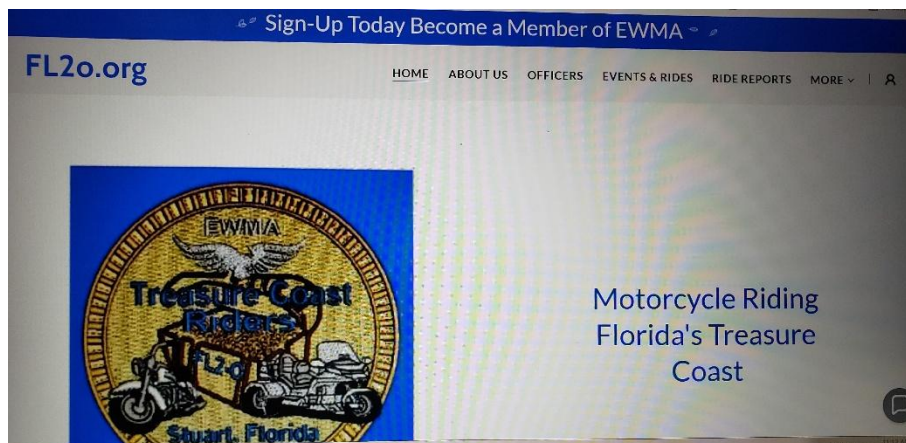 Sign-Up Today Become a Member of EWMA
FL2o.org
HOME ABOUT US OFFICERS EVENTS & RIDES RIDE REPORTS MORE
EWMA
Treasure Coast
Riders
FL2-O
Stuart, Florida
Motorcycle Riding
Florida's Treasure
Coast